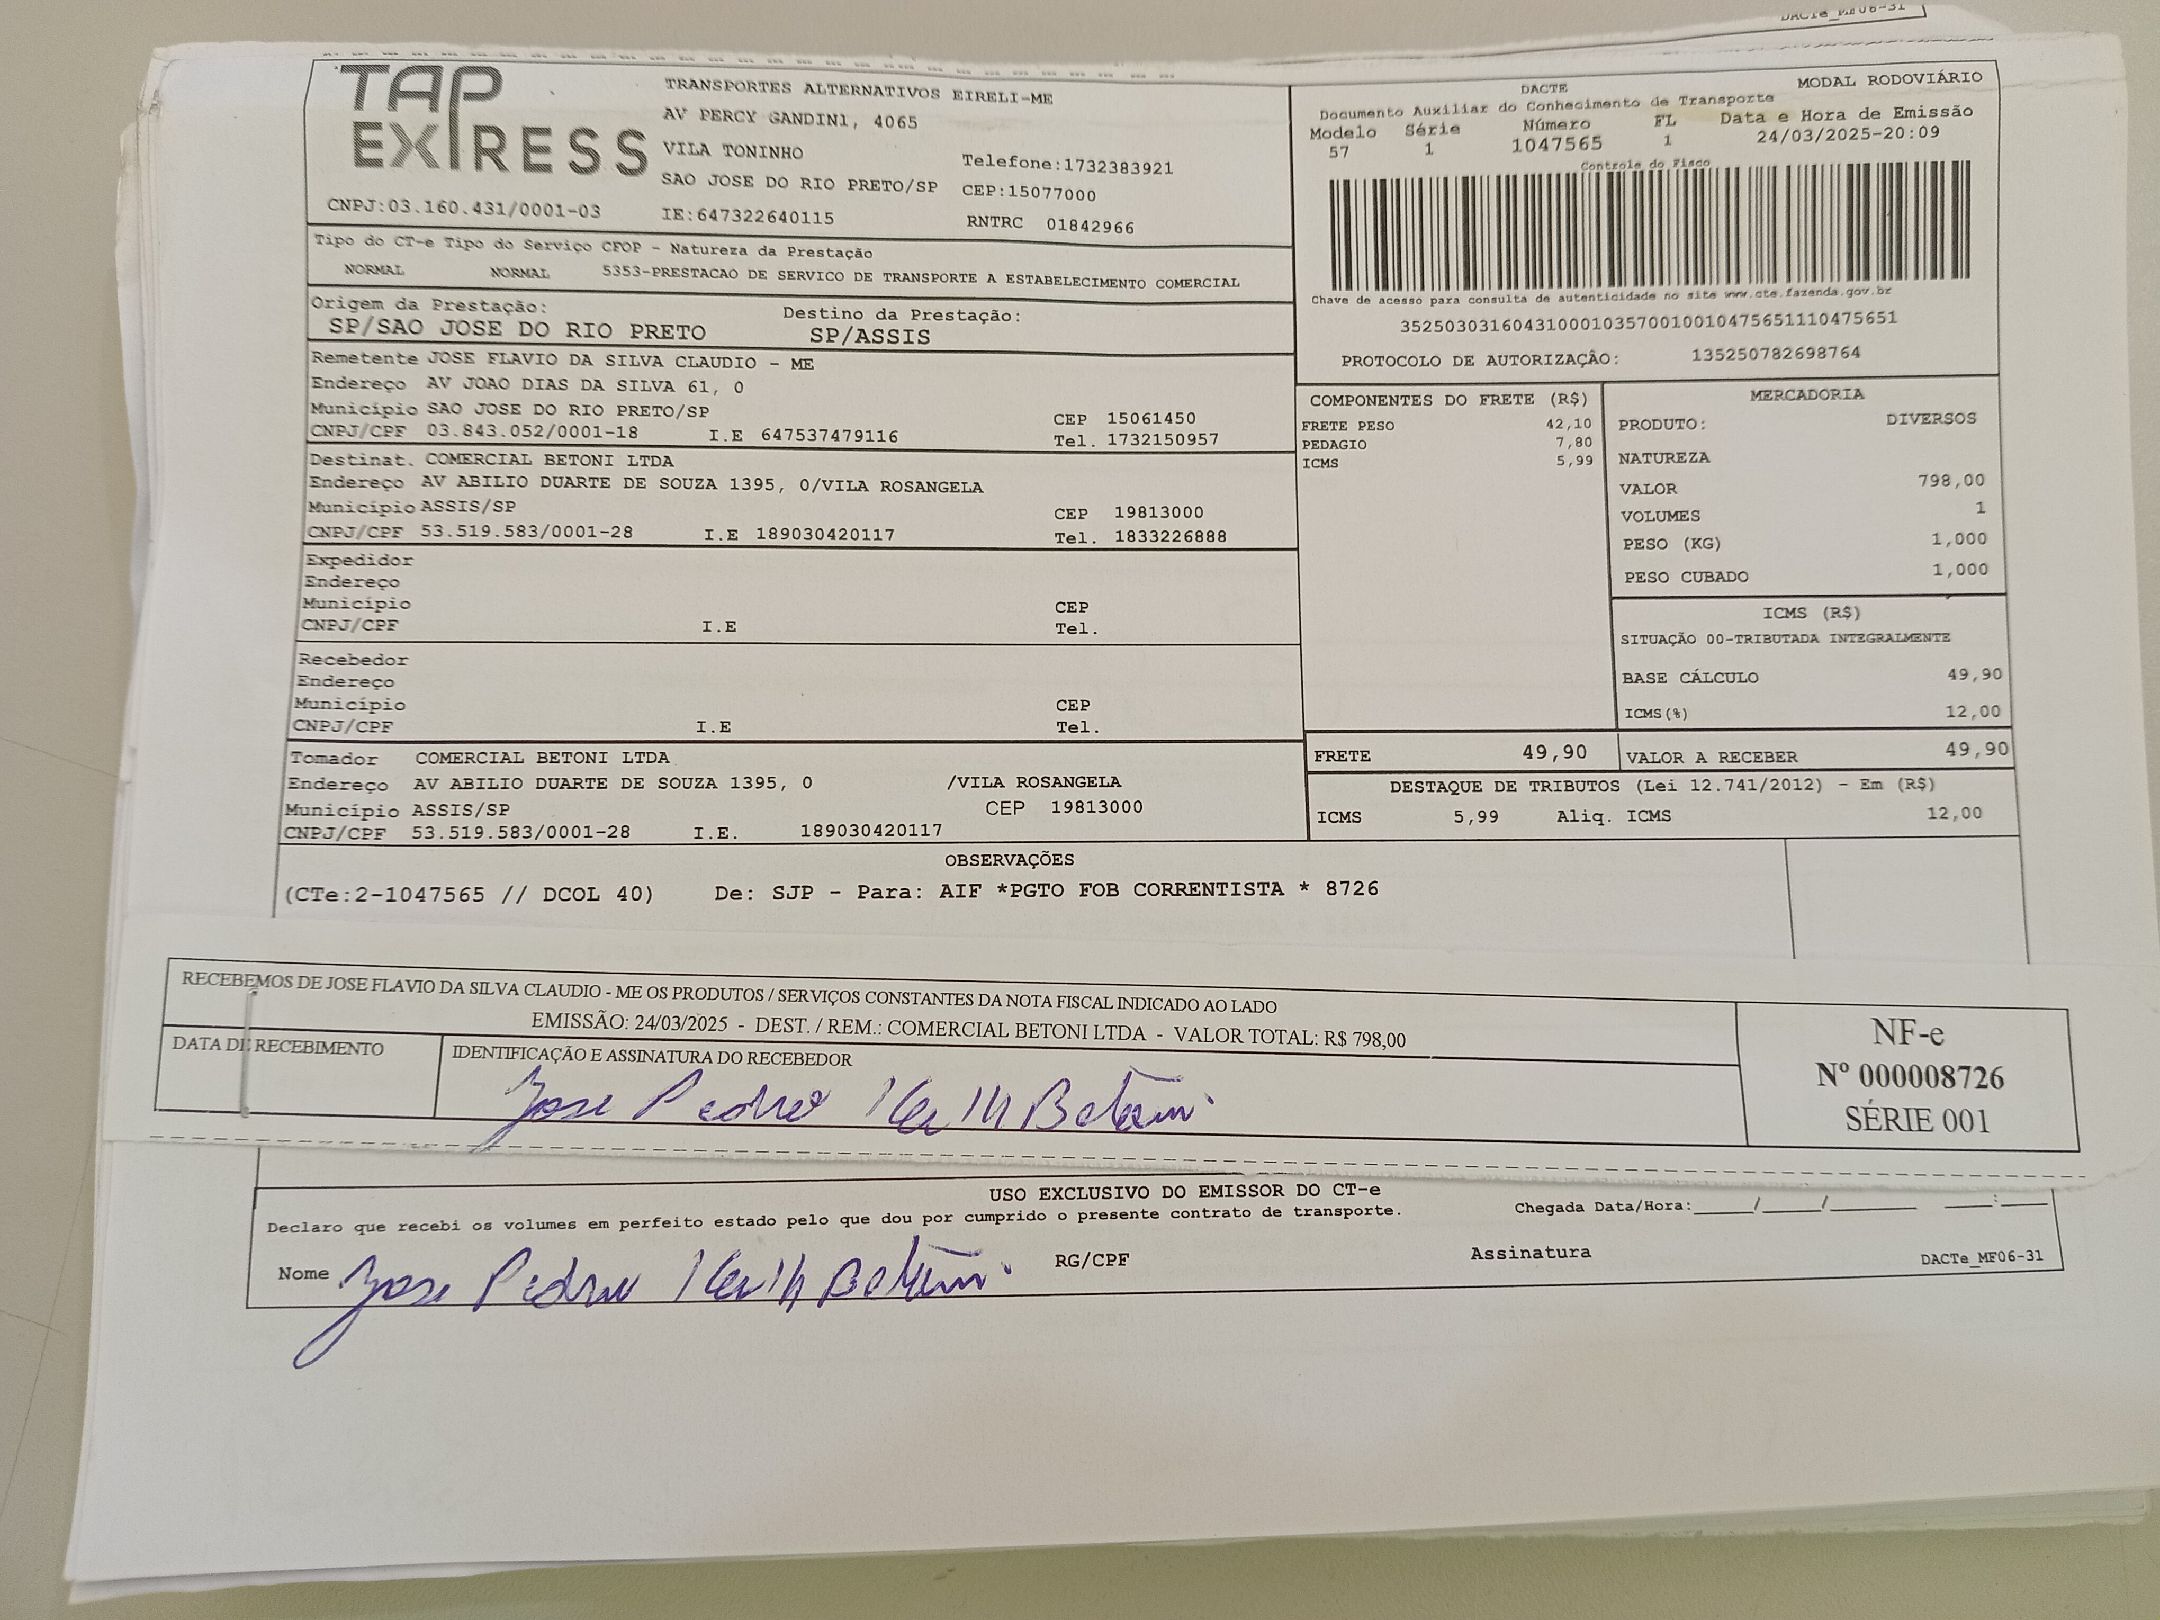 DACTe_MF06-31
TAP EXPRESS
TRANSPORTES ALTERNATIVOS EIRELI-ME
AV PERCY GANDINI, 4065
VILA TONINHO
Telefone:1732383921
SAO JOSE DO RIO PRETO/SP CEP:15077000
CNPJ:03.160.431/0001-03 IE:647322640115 RNTRC 01842966
DACTE MODAL RODOVIÁRIO
Documento Auxiliar do Conhecimento de Transporte
Modelo Série Número FL Data e Hora de Emissão
57 1 1047565 1 24/03/2025-20:09
Controle do Fisco
Chave de acesso para consulta de autenticidade no site www.cte.fazenda.gov.br
35250303160431000103570010010475651110475651
PROTOCOLO DE AUTORIZAÇÃO: 135250782698764
Tipo do CT-e Tipo do Serviço CFOP - Natureza da Prestação
NORMAL NORMAL 5353-PRESTACAO DE SERVICO DE TRANSPORTE A ESTABELECIMENTO COMERCIAL
Origem da Prestação: Destino da Prestação:
SP/SAO JOSE DO RIO PRETO SP/ASSIS
Remetente JOSE FLAVIO DA SILVA CLAUDIO - ME
Endereço AV JOAO DIAS DA SILVA 61, 0
Município SAO JOSE DO RIO PRETO/SP CEP 15061450
CNPJ/CPF 03.843.052/0001-18 I.E 647537479116 Tel. 1732150957
Destinat. COMERCIAL BETONI LTDA
Endereço AV ABILIO DUARTE DE SOUZA 1395, 0/VILA ROSANGELA
Município ASSIS/SP CEP 19813000
CNPJ/CPF 53.519.583/0001-28 I.E 189030420117 Tel. 1833226888
Expedidor
Endereço
Município CEP
CNPJ/CPF I.E Tel.
Recebedor
Endereço
Município CEP
CNPJ/CPF I.E Tel.
Tomador COMERCIAL BETONI LTDA
Endereço AV ABILIO DUARTE DE SOUZA 1395, 0 /VILA ROSANGELA
Município ASSIS/SP CEP 19813000
CNPJ/CPF 53.519.583/0001-28 I.E. 189030420117
COMPONENTES DO FRETE (R$)
FRETE PESO 42,10
PEDAGIO 7,80
ICMS 5,99
MERCADORIA
PRODUTO: DIVERSOS
NATUREZA
VALOR 798,00
VOLUMES 1
PESO (KG) 1,000
PESO CUBADO 1,000
ICMS (R$)
SITUAÇÃO 00-TRIBUTADA INTEGRALMENTE
BASE CÁLCULO 49,90
ICMS(%) 12,00
FRETE 49,90 VALOR A RECEBER 49,90
DESTAQUE DE TRIBUTOS (Lei 12.741/2012) - Em (R$)
ICMS 5,99 Aliq. ICMS 12,00
OBSERVAÇÕES
(CTe:2-1047565 // DCOL 40) De: SJP - Para: AIF *PGTO FOB CORRENTISTA * 8726
RECEBEMOS DE JOSE FLAVIO DA SILVA CLAUDIO - ME OS PRODUTOS / SERVIÇOS CONSTANTES DA NOTA FISCAL INDICADO AO LADO
EMISSÃO: 24/03/2025 - DEST. / REM.: COMERCIAL BETONI LTDA - VALOR TOTAL: R$ 798,00
DATA DE RECEBIMENTO
IDENTIFICAÇÃO E ASSINATURA DO RECEBEDOR
Jose Pedro
NF-e
Nº 000008726
SÉRIE 001
USO EXCLUSIVO DO EMISSOR DO CT-e
Declaro que recebi os volumes em perfeito estado pelo que dou por cumprido o presente contrato de transporte.
Chegada Data/Hora:____/____/______ ___:___
Nome Jose Pedro RG/CPF Assinatura
DACTe_MF06-31